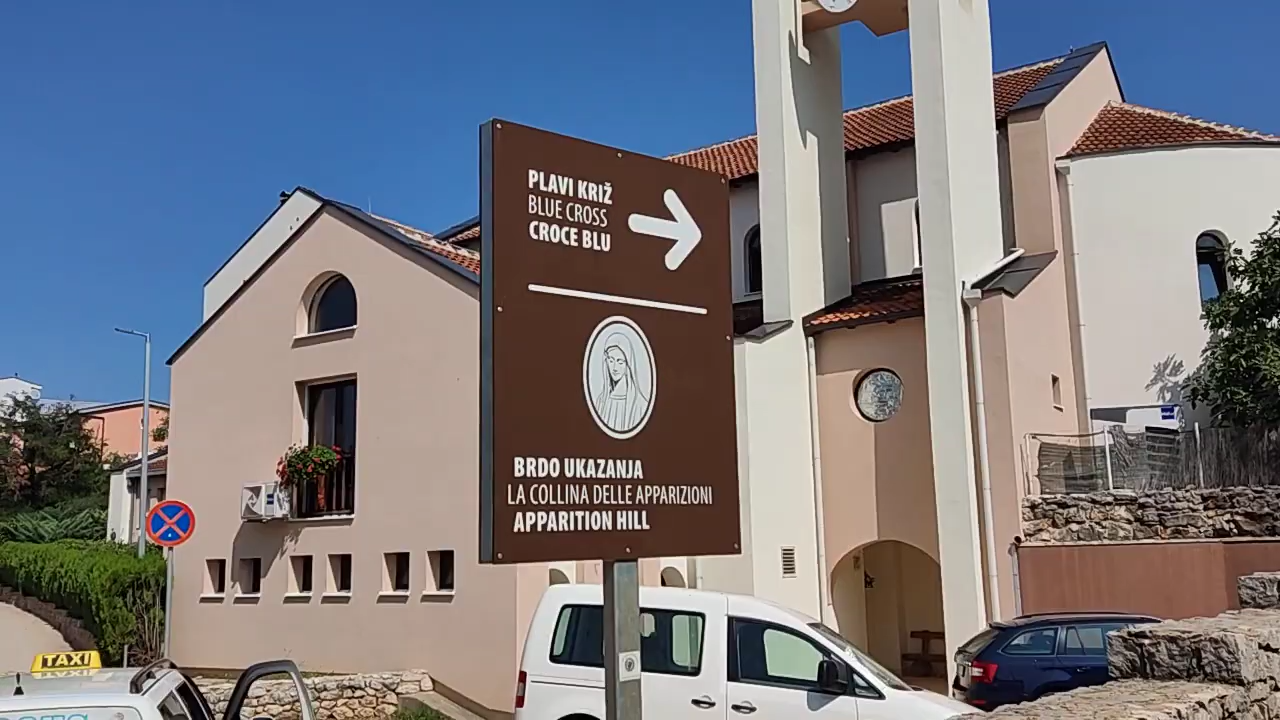 PLAVI KRIŽ
BLUE CROSS
CROCE BLU
BRDO UKAZANJA
LA COLLINA DELLE APPARIZIONI
APPARITION HILL
TAXI